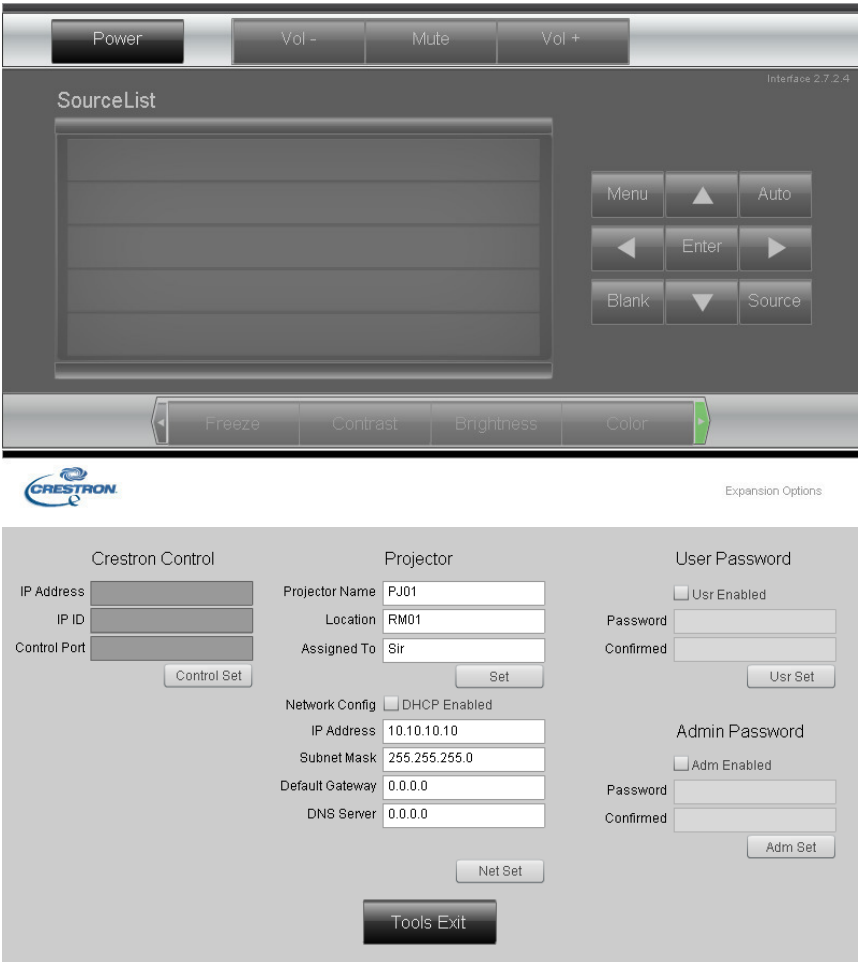 Power
Vol -
Mute
Vol +
Interface 2.7.2.4
SourceList
Menu
Auto
Enter
Blank
Source
Freeze
Contrast
Brightness
Color
CRESTRON
Expansion Options
Crestron Control
IP Address
IP ID
Control Port
Control Set
Projector
Projector Name PJ01
Location RM01
Assigned To Sir
Set
Network Config DHCP Enabled
IP Address 10.10.10.10
Subnet Mask 255.255.255.0
Default Gateway 0.0.0.0
DNS Server 0.0.0.0
Net Set
User Password
Usr Enabled
Password
Confirmed
Usr Set
Admin Password
Adm Enabled
Password
Confirmed
Adm Set
Tools Exit